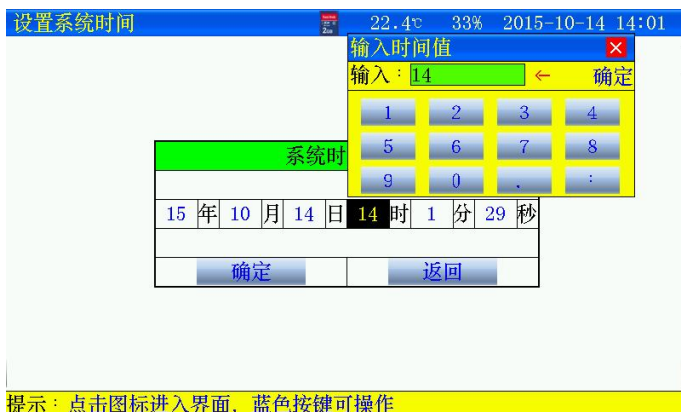 设置系统时间 22.4℃ 33% 2015-10-14 14:01
输入时间值
输入：14 ← 确定
1 2 3 4
5 6 7 8
9 0 . :
系统时
15 年 10 月 14 日 14 时 1 分 29 秒
确定 返回
提示：点击图标进入界面，蓝色按键可操作